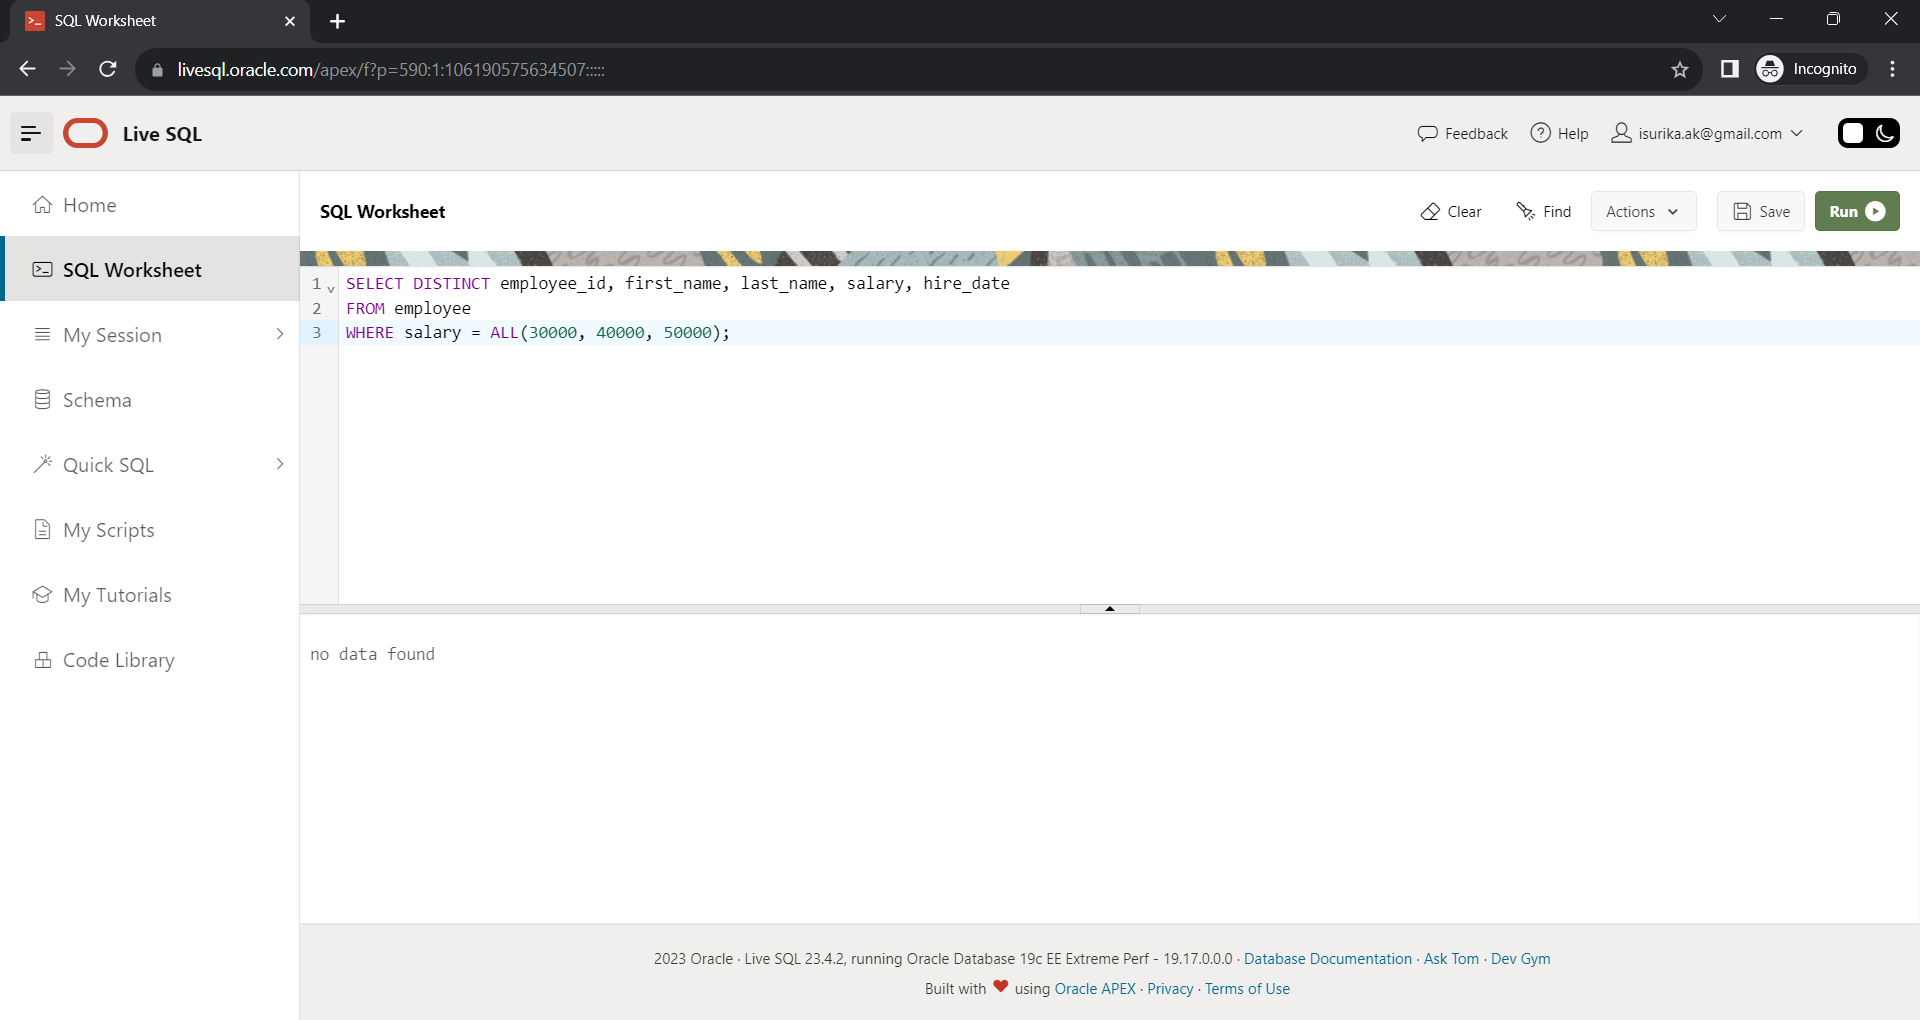 SQL Worksheet
livesql.oracle.com/apex/f?p=590:1:106190575634507:::::
Incognito
Live SQL
Feedback
Help
isurika.ak@gmail.com
Home
SQL Worksheet
My Session
Schema
Quick SQL
My Scripts
My Tutorials
Code Library
SQL Worksheet
Clear
Find
Actions
Save
Run
1 SELECT DISTINCT employee_id, first_name, last_name, salary, hire_date
2 FROM employee
3 WHERE salary = ALL(30000, 40000, 50000);
no data found
2023 Oracle · Live SQL 23.4.2, running Oracle Database 19c EE Extreme Perf - 19.17.0.0.0 · Database Documentation · Ask Tom · Dev Gym
Built with ❤ using Oracle APEX · Privacy · Terms of Use